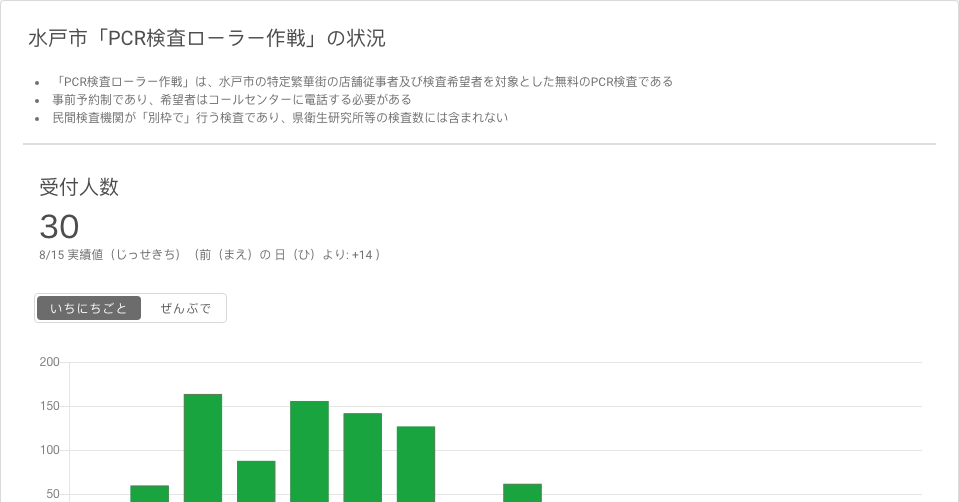 水戸市「PCR検査ローラー作戦」の状況
「PCR検査ローラー作戦」は、水戸市の特定繁華街の店舗従事者及び検査希望者を対象とした無料のPCR検査である
事前予約制であり、希望者はコールセンターに電話する必要がある
民間検査機関が「別枠で」行う検査であり、県衛生研究所等の検査数には含まれない
受付人数
30
8/15 実績値（じっせきち）（前（まえ）の 日（ひ）より: +14 ）
いちにちごと ぜんぶで
200
150
100
50